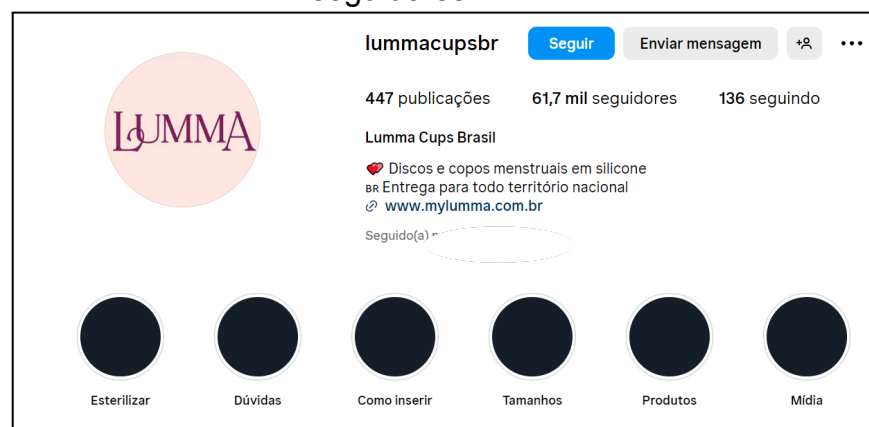 seguidores
lummacupsbr Seguir Enviar mensagem
447 publicações 61,7 mil seguidores 136 seguindo
LUMMA
Lumma Cups Brasil
Discos e copos menstruais em silicone
BR Entrega para todo território nacional
www.mylumma.com.br
Seguido(a)
Esterilizar Dúvidas Como inserir Tamanhos Produtos Mídia